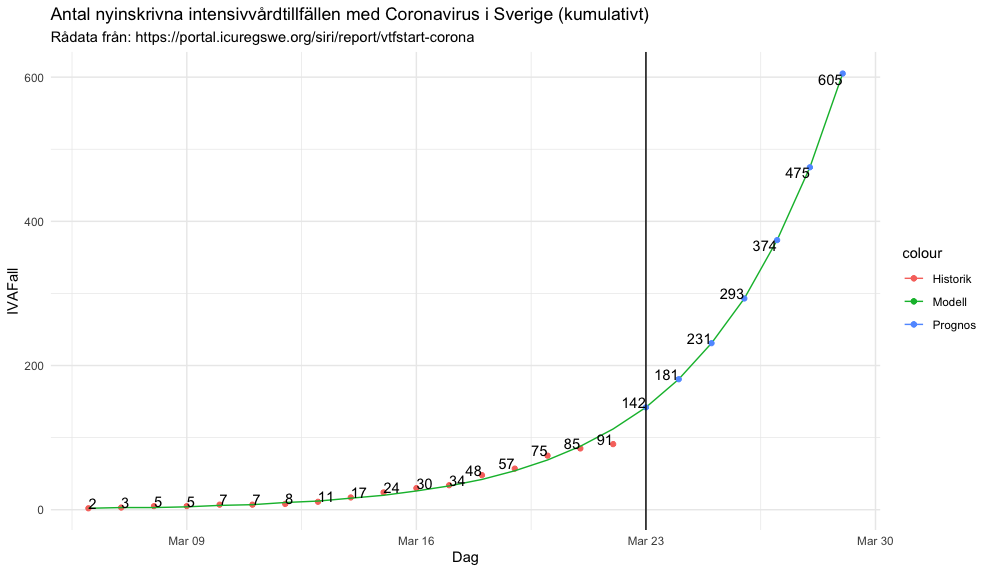 Antal nyinskrivna intensivvårdtillfällen med Coronavirus i Sverige (kumulativt)
Rådata från: https://portal.icuregswe.org/siri/report/vtfstart-corona
600
400
200
0
IVAFall
2
3
5
5
7
7
8
11
17
24
30
34
48
57
75
85
91
142
181
231
293
374
475
605
Mar 09
Mar 16
Mar 23
Mar 30
Dag
colour
Historik
Modell
Prognos